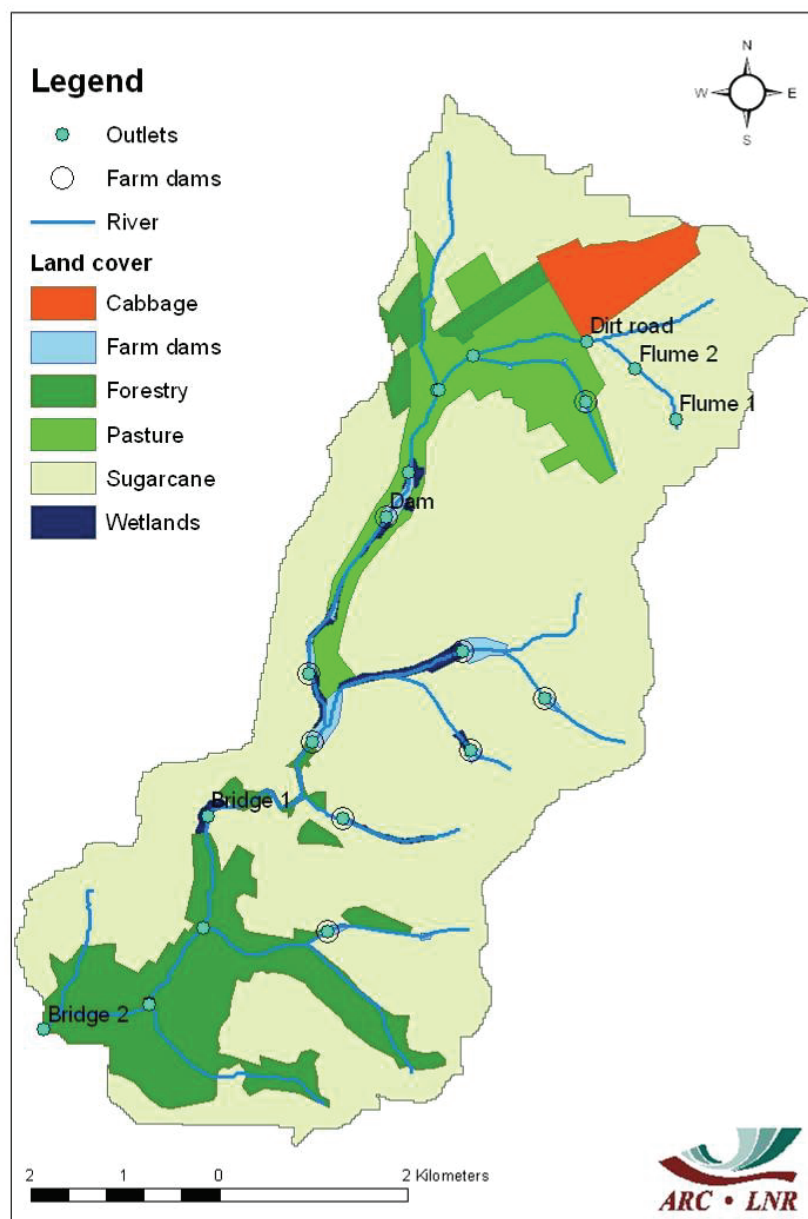 Legend
Outlets
Farm dams
River
Land cover
Cabbage
Farm dams
Forestry
Pasture
Sugarcane
Wetlands
N
W E
S
Dirt road
Flume 2
Flume 1
Dam
Bridge 1
Bridge 2
2 1 0 2 Kilometers
ARC • LNR